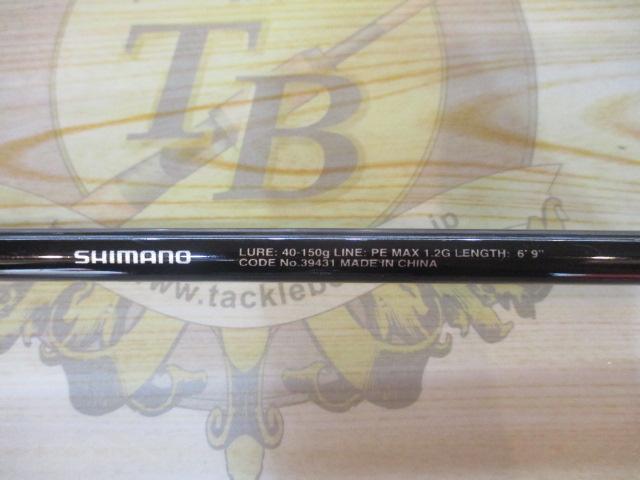 TB
jp
SHIMANO
LURE: 40-150g LINE: PE MAX 1.2G LENGTH: 6' 9"
CODE No.39431 MADE IN CHINA
www.tackleb